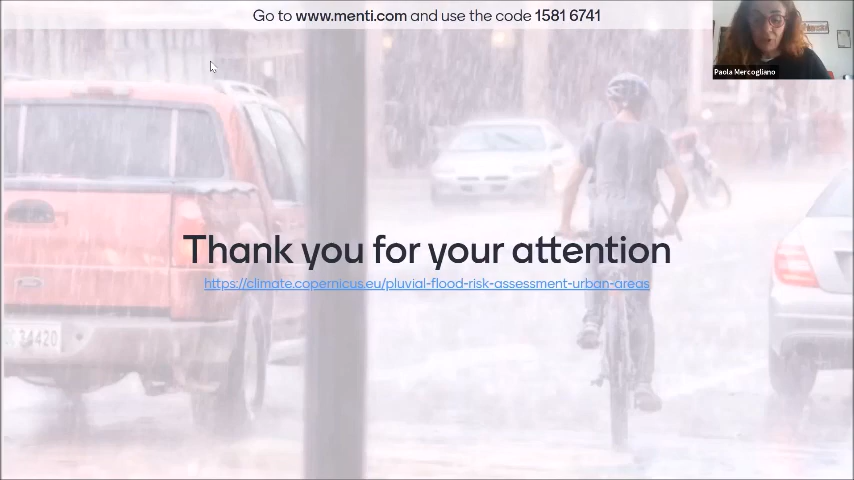 Go to www.menti.com and use the code 1581 6741
Paola Mercogliano
Thank you for your attention
https://climate.copernicus.eu/pluvial-flood-risk-assessment-urban-areas
34420